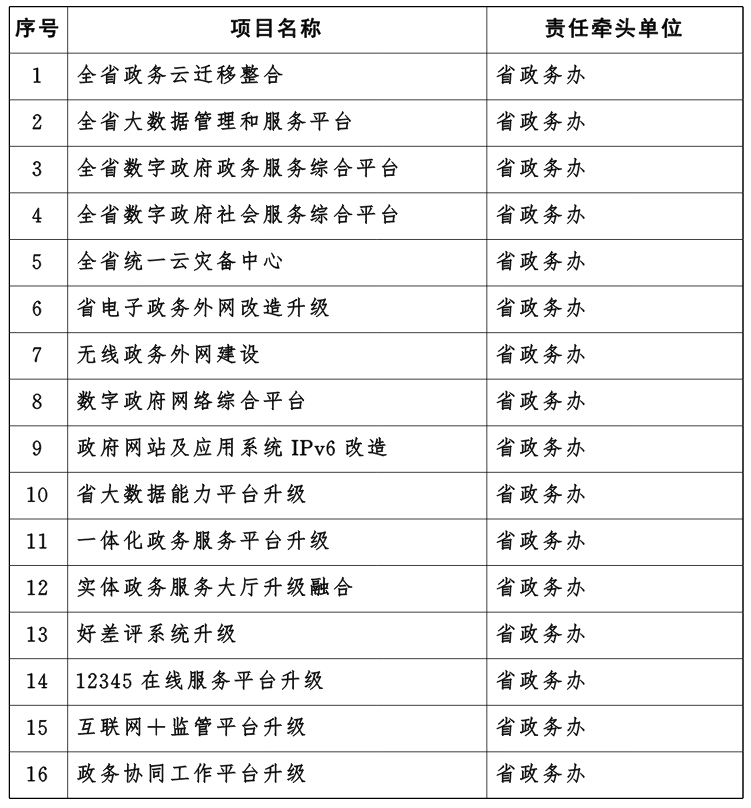 序号 项目名称 责任牵头单位
1 全省政务云迁移整合 省政务办
2 全省大数据管理和服务平台 省政务办
3 全省数字政府政务服务综合平台 省政务办
4 全省数字政府社会服务综合平台 省政务办
5 全省统一云灾备中心 省政务办
6 省电子政务外网改造升级 省政务办
7 无线政务外网建设 省政务办
8 数字政府网络综合平台 省政务办
9 政府网站及应用系统 IPv6 改造 省政务办
10 省大数据能力平台升级 省政务办
11 一体化政务服务平台升级 省政务办
12 实体政务服务大厅升级融合 省政务办
13 好差评系统升级 省政务办
14 12345 在线服务平台升级 省政务办
15 互联网＋监管平台升级 省政务办
16 政务协同工作平台升级 省政务办